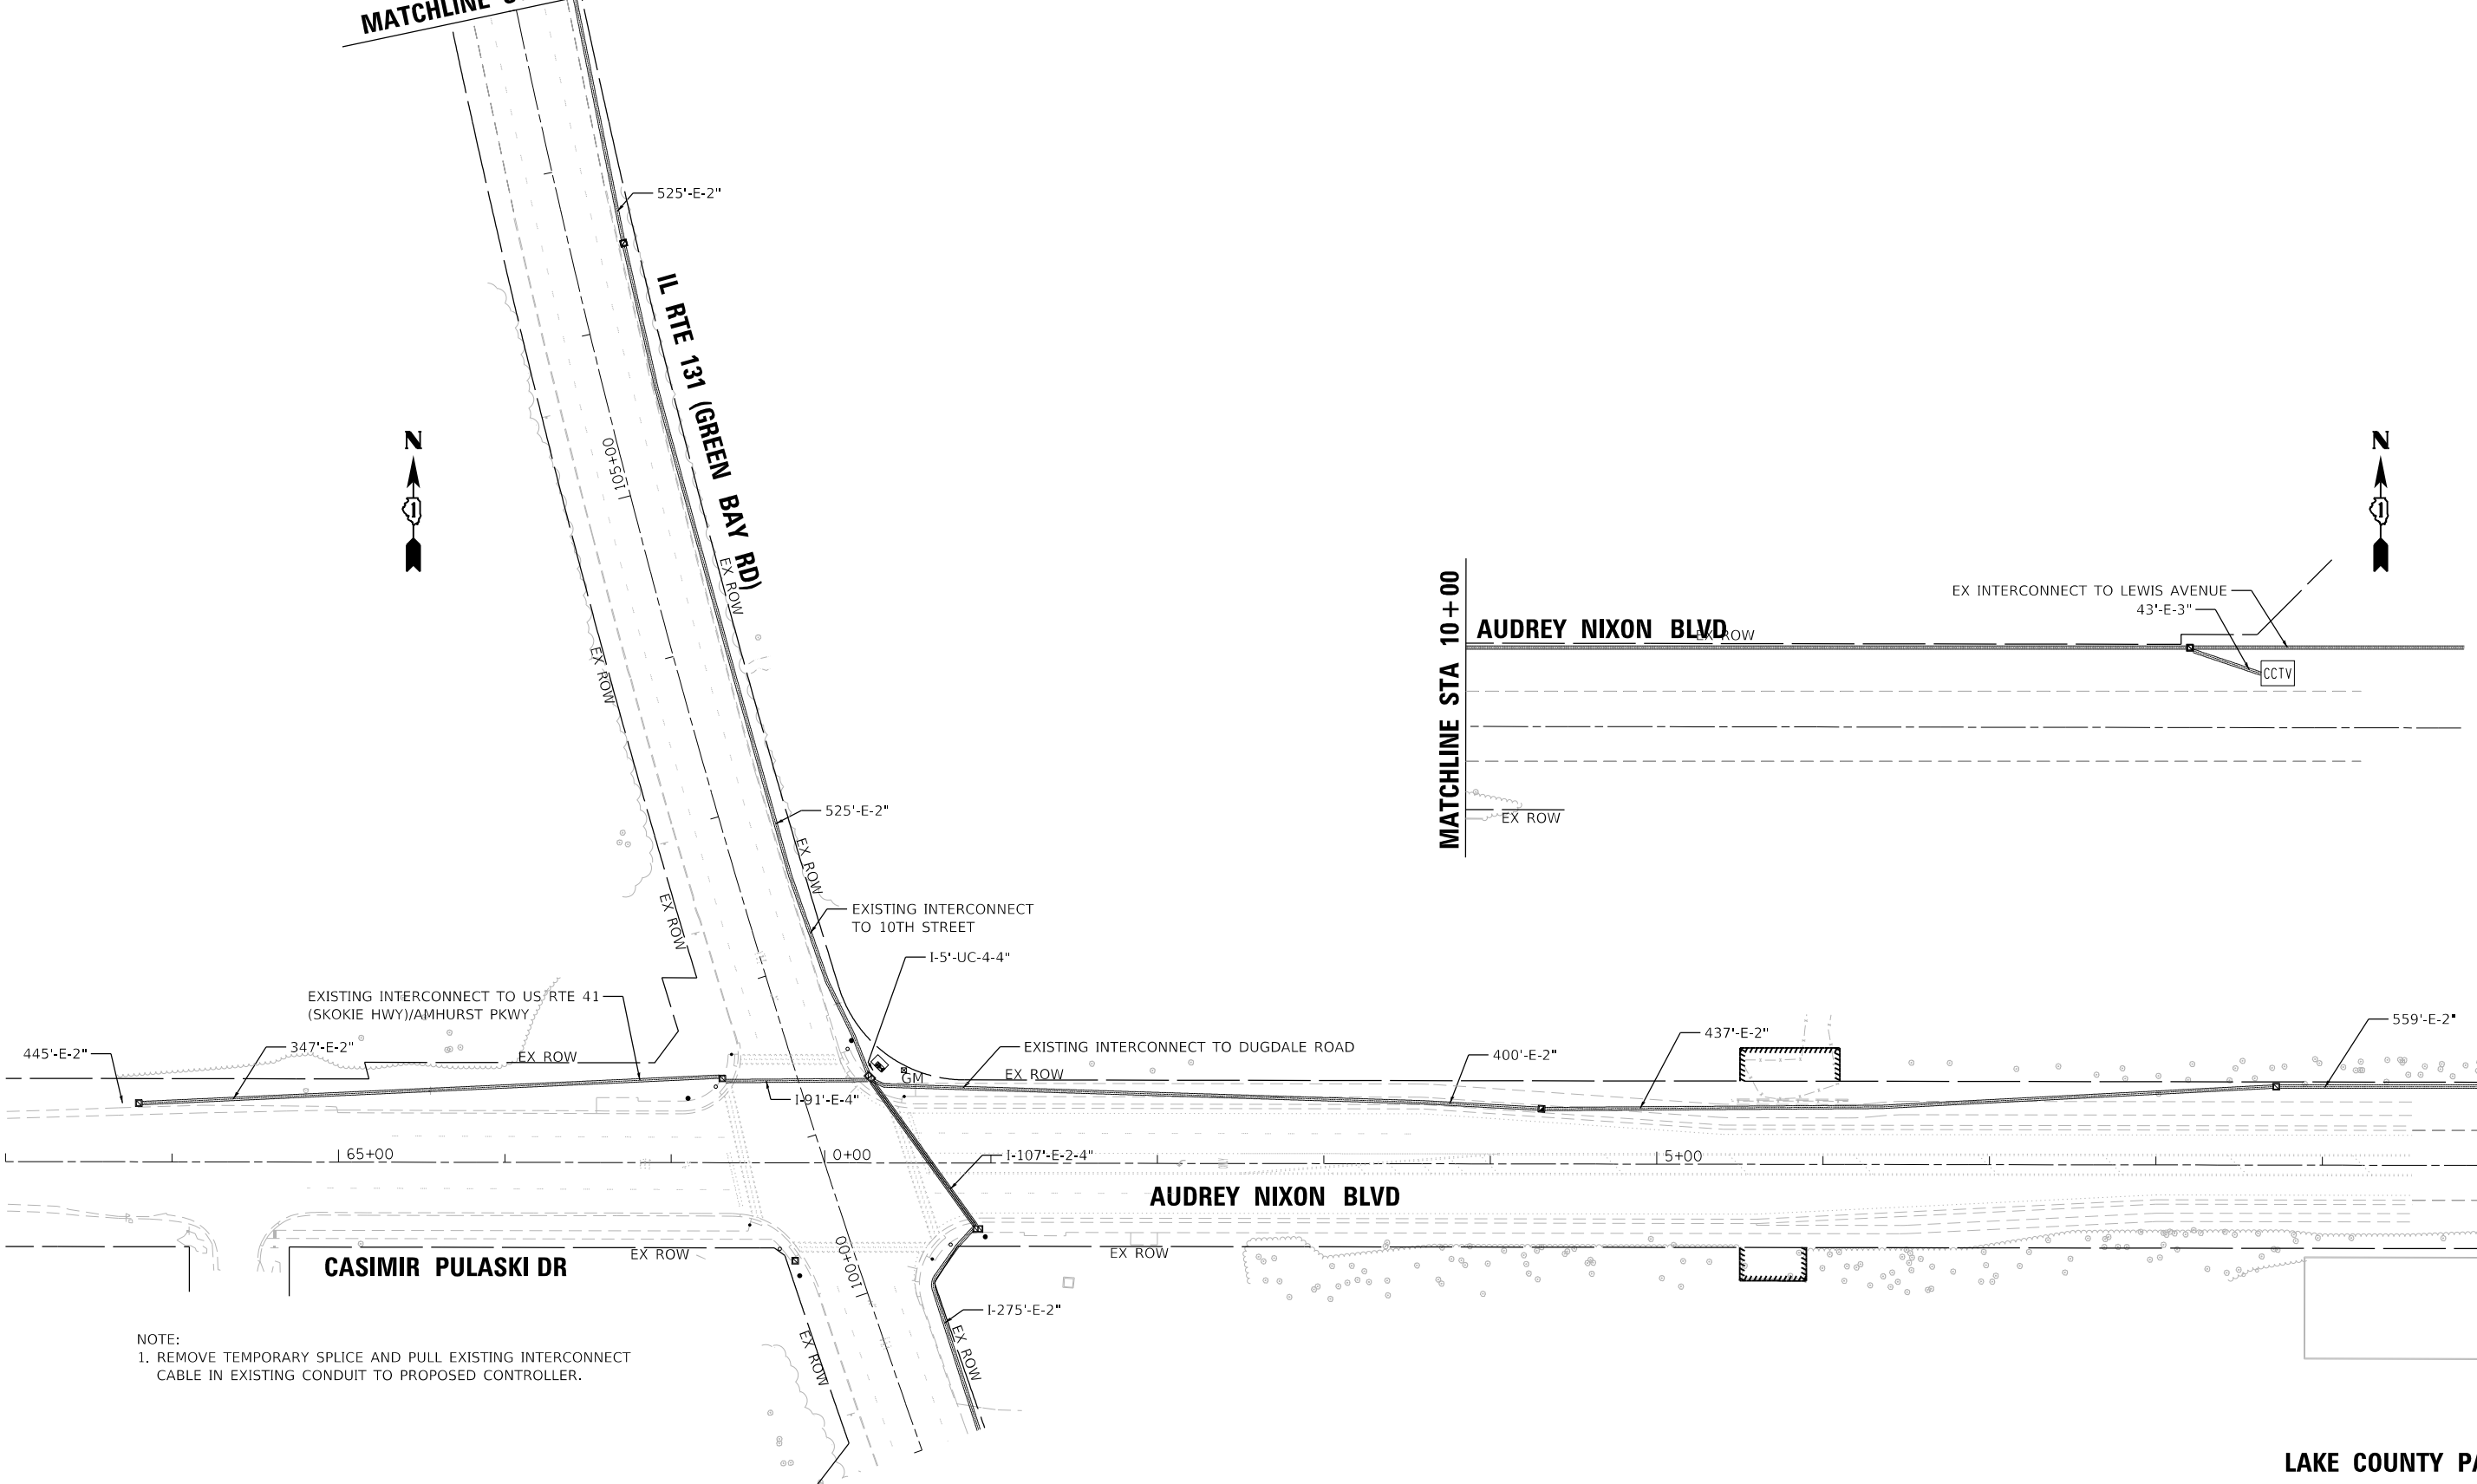 MATCHLINE
525'-E-2"
IL RTE 131 (GREEN BAY RD)
N
1
105+00
EX ROW
EX ROW
525'-E-2"
EX ROW
EX ROW
EXISTING INTERCONNECT
TO 10TH STREET
I-5'-UC-4-4"
EXISTING INTERCONNECT TO US RTE 41
(SKOKIE HWY)/AMHURST PKWY
445'-E-2"
347'-E-2"
EX ROW
I-91'-E-4"
GM
EXISTING INTERCONNECT TO DUGDALE ROAD
EX ROW
400'-E-2"
437'-E-2"
559'-E-2"
65+00
0+00
5+00
I-107'-E-2-4"
AUDREY NIXON BLVD
CASIMIR PULASKI DR
EX ROW
100+00
EX ROW
I-275'-E-2"
EX ROW
EX ROW
NOTE:
1. REMOVE TEMPORARY SPLICE AND PULL EXISTING INTERCONNECT
CABLE IN EXISTING CONDUIT TO PROPOSED CONTROLLER.
N
1
MATCHLINE STA 10+00
AUDREY NIXON BLVD
EX ROW
EX INTERCONNECT TO LEWIS AVENUE
43'-E-3"
CCTV
EX ROW
LAKE COUNTY